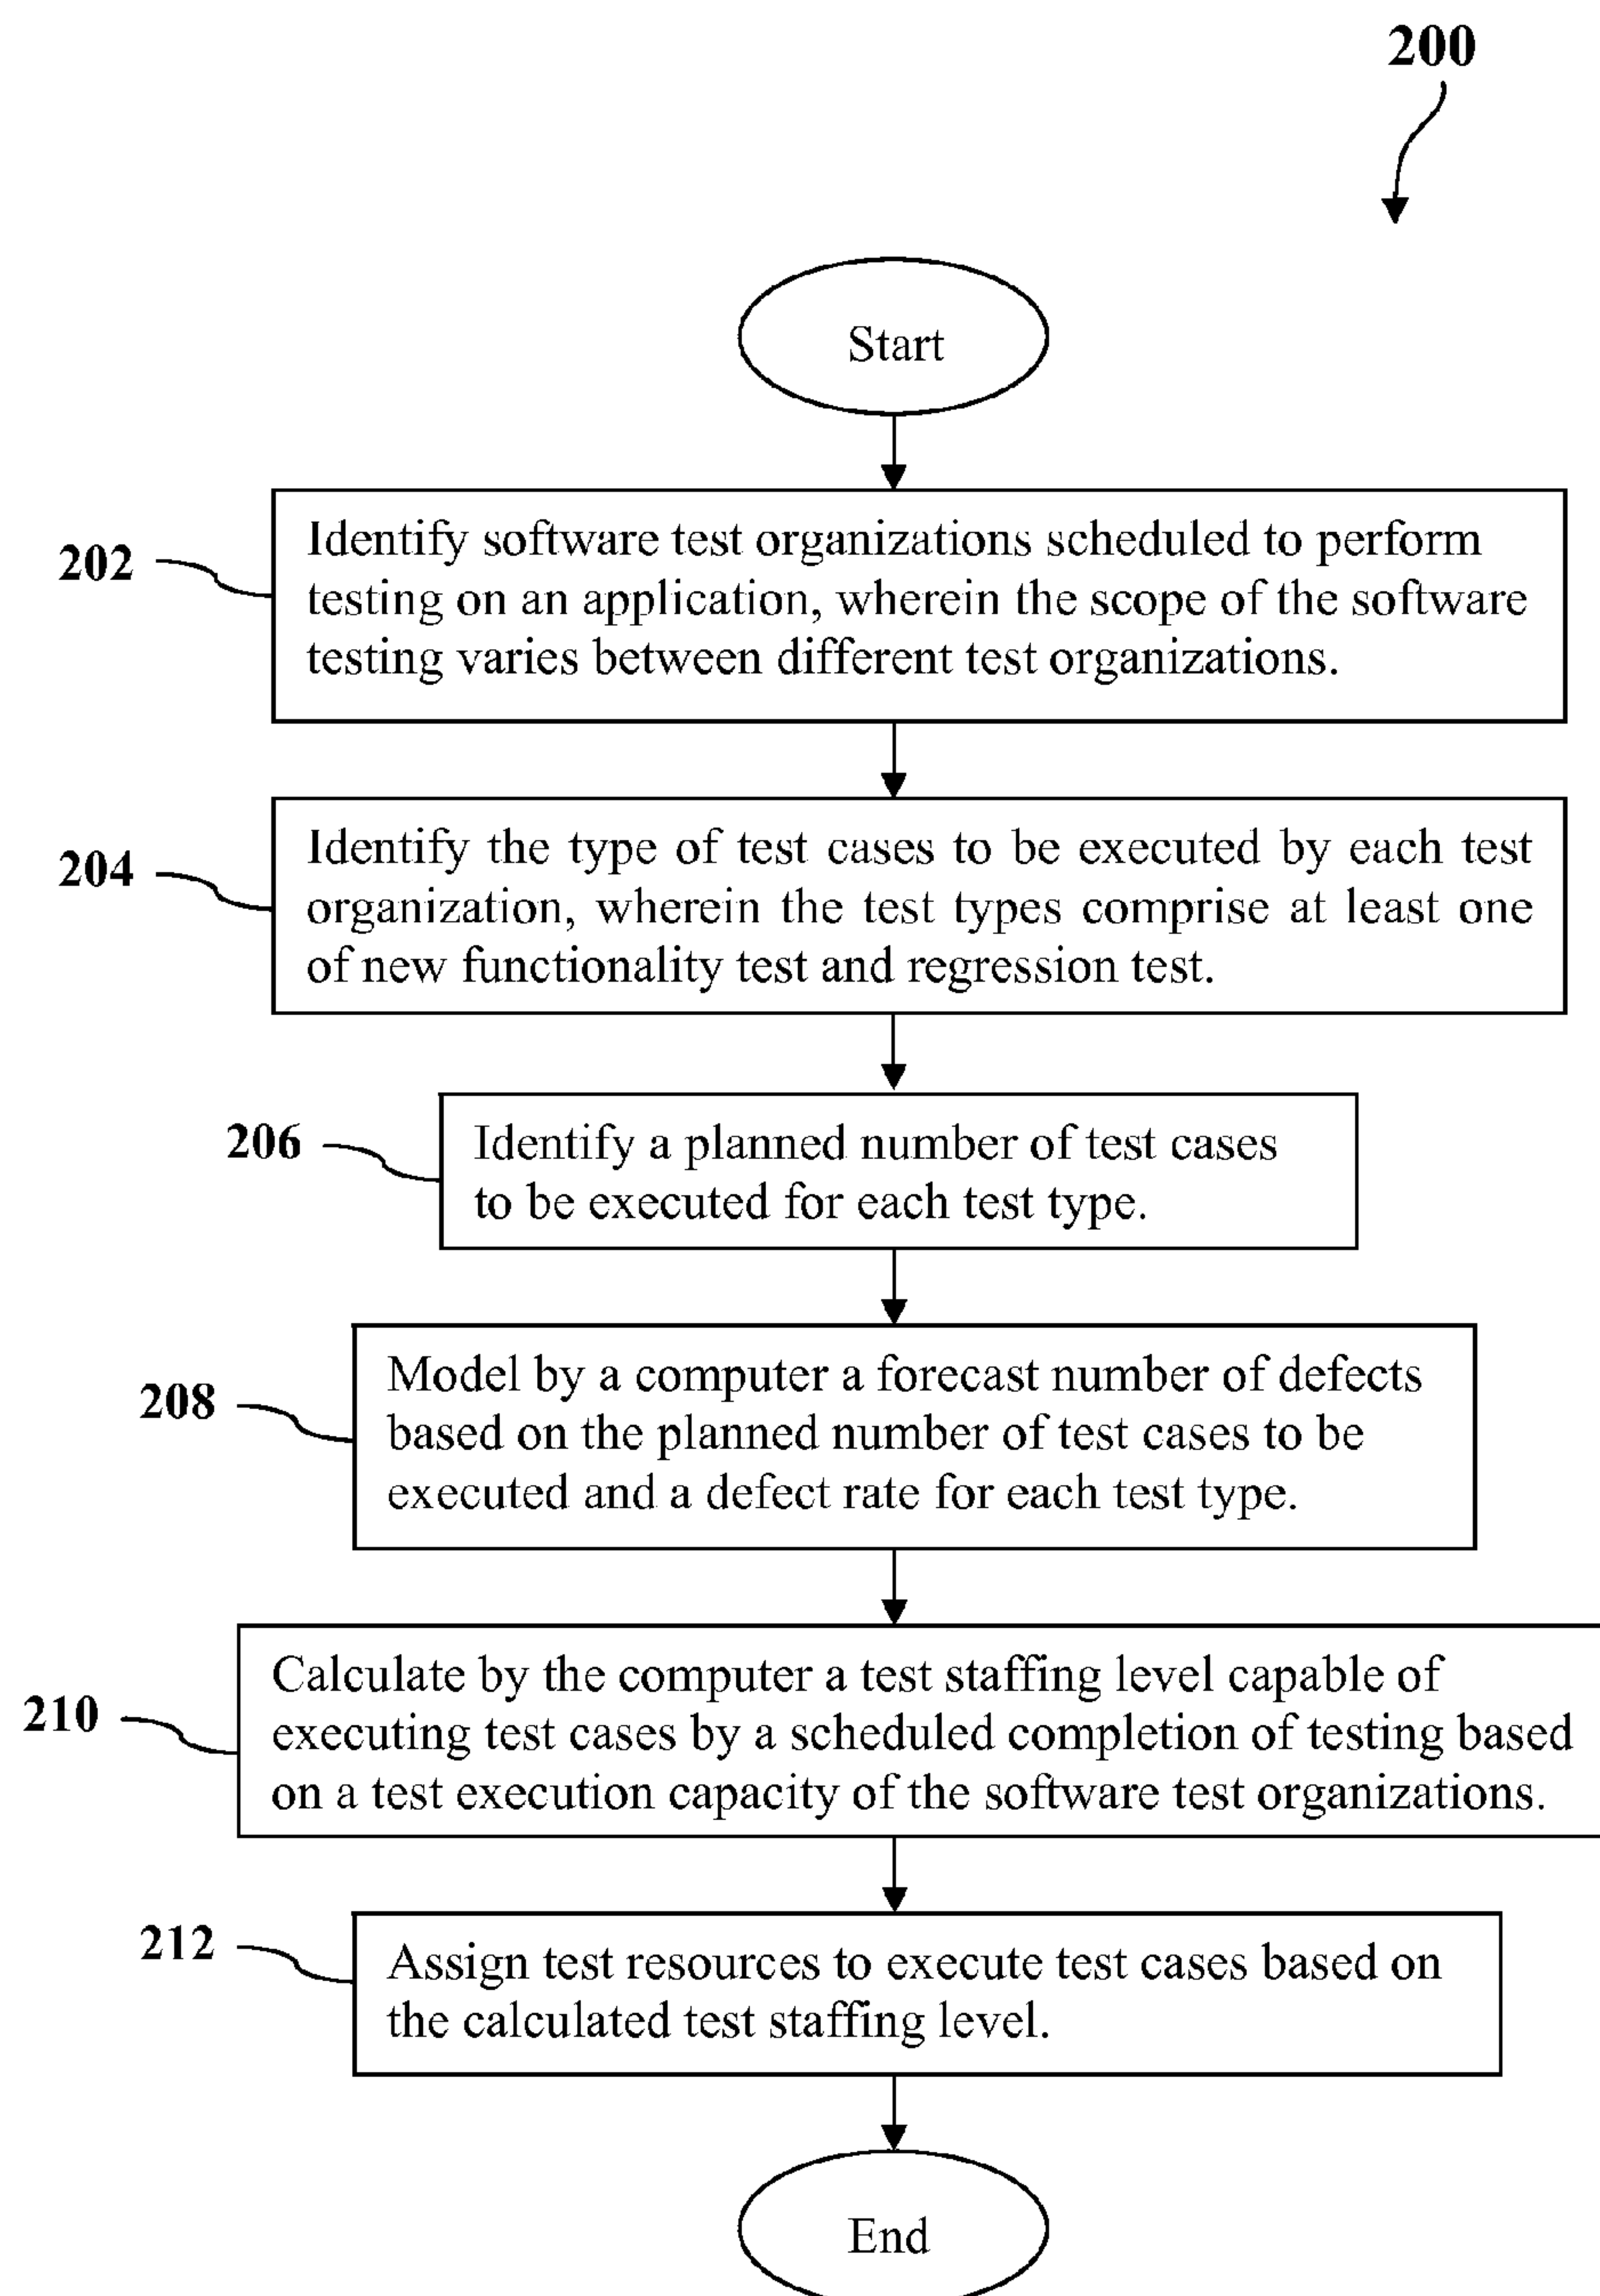 200
Start
202
Identify software test organizations scheduled to perform
testing on an application, wherein the scope of the software
testing varies between different test organizations.
204
Identify the type of test cases to be executed by each test
organization, wherein the test types comprise at least one
of new functionality test and regression test.
206
Identify a planned number of test cases
to be executed for each test type.
208
Model by a computer a forecast number of defects
based on the planned number of test cases to be
executed and a defect rate for each test type.
210
Calculate by the computer a test staffing level capable of
executing test cases by a scheduled completion of testing based
on a test execution capacity of the software test organizations.
212
Assign test resources to execute test cases based on
the calculated test staffing level.
End